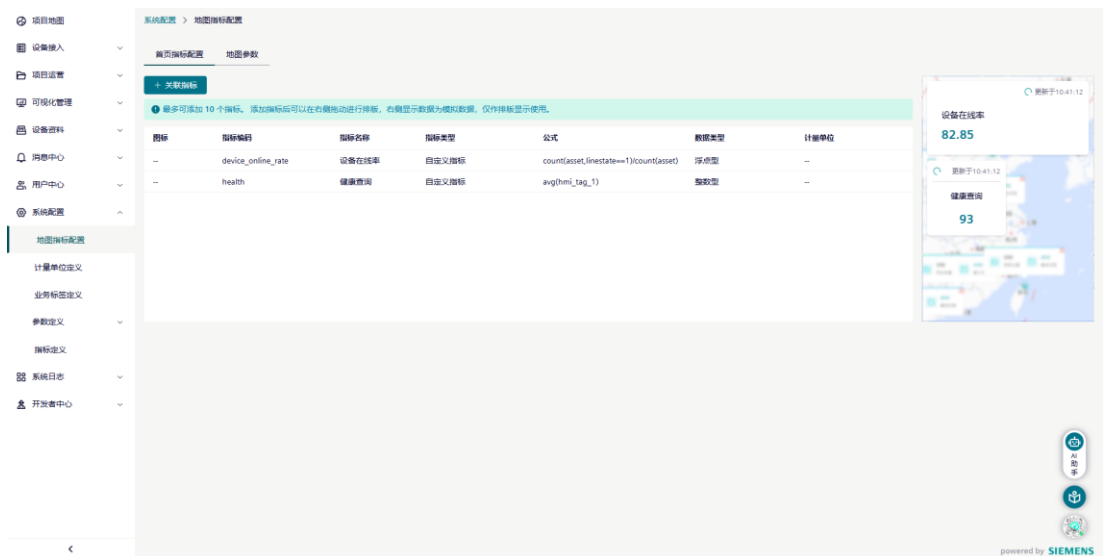 项目地图
设备接入
项目运营
可视化管理
设备资料
消息中心
用户中心
系统配置
地图指标配置
计量单位定义
业务标签定义
参数定义
指标定义
系统日志
开发者中心
系统配置 > 地图指标配置
首页指标配置 地图参数
+ 关联指标
最多可添加 10 个指标。 添加指标后可以在右侧拖动进行排版，右侧显示数据为模拟数据，仅作排版显示使用。
图标 指标编码 指标名称 指标类型 公式 数据类型 计量单位
-- device_online_rate 设备在线率 自定义指标 count(asset,linestate==1)/count(asset) 浮点型 --
-- health 健康查询 自定义指标 avg(hmi_tag_1) 整数型 --
更新于10:41:12
设备在线率
82.85
更新于10:41:12
健康查询
93
AI
助
手
powered by SIEMENS